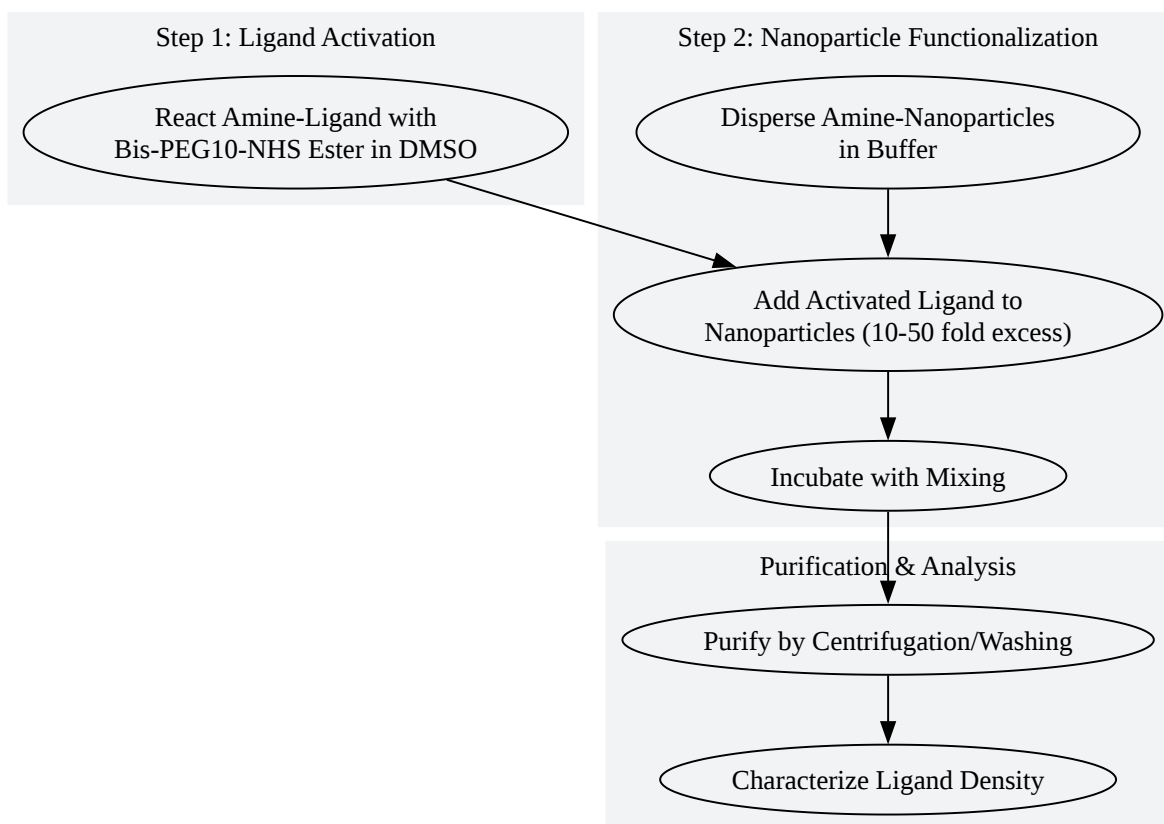 Step 1: Ligand Activation
React Amine-Ligand with
Bis-PEG10-NHS Ester in DMSO
Step 2: Nanoparticle Functionalization
Disperse Amine-Nanoparticles
in Buffer
Add Activated Ligand to
Nanoparticles (10-50 fold excess)
Incubate with Mixing
Purification & Analysis
Purify by Centrifugation/Washing
Characterize Ligand Density